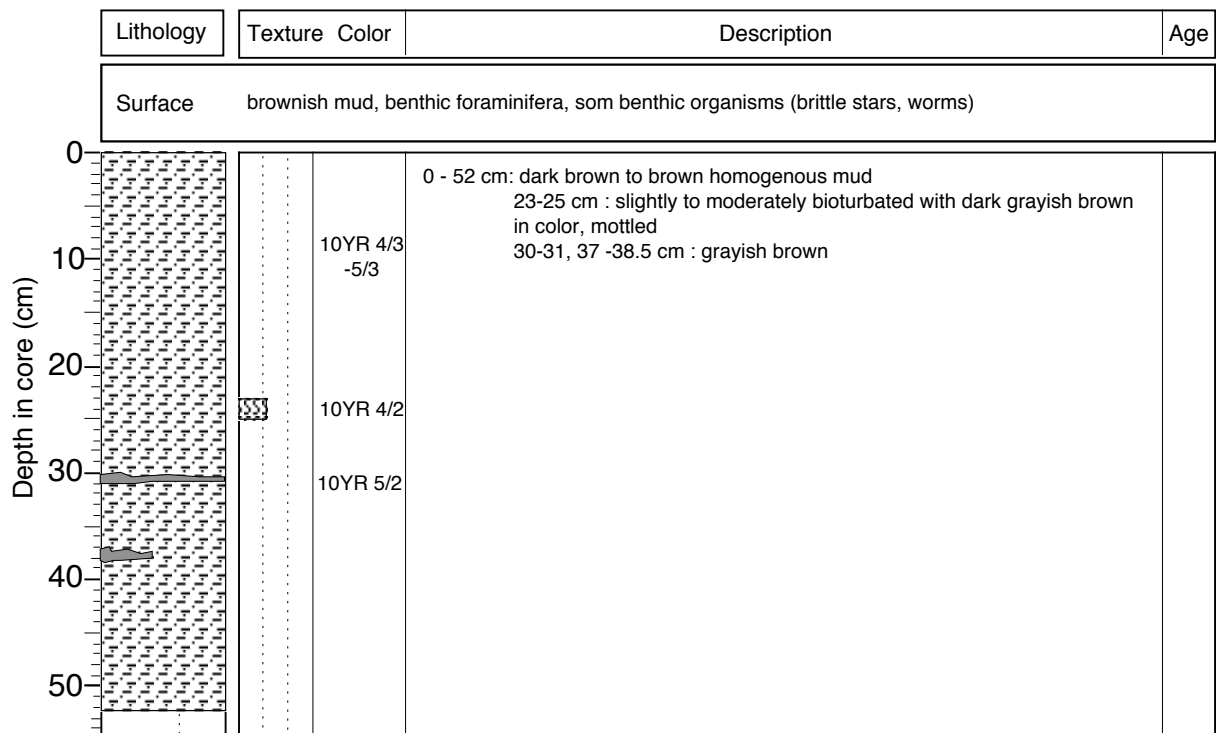 Lithology Texture Color Description Age
Surface brownish mud, benthic foraminifera, som benthic organisms (brittle stars, worms)
0
0 - 52 cm: dark brown to brown homogenous mud
23-25 cm : slightly to moderately bioturbated with dark grayish brown
in color, mottled
30-31, 37 -38.5 cm : grayish brown
10YR 4/3
-5/3
10
20
10YR 4/2
30
10YR 5/2
40
50
Depth in core (cm)